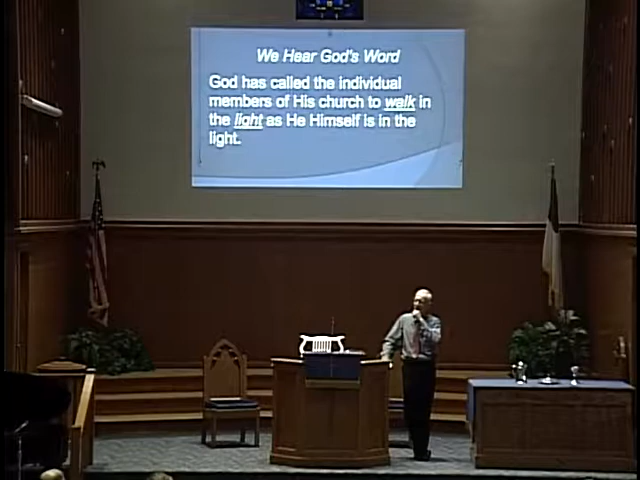 We Hear God's Word
God has called the individual
members of His church to walk in
the light as He Himself is in the
light.